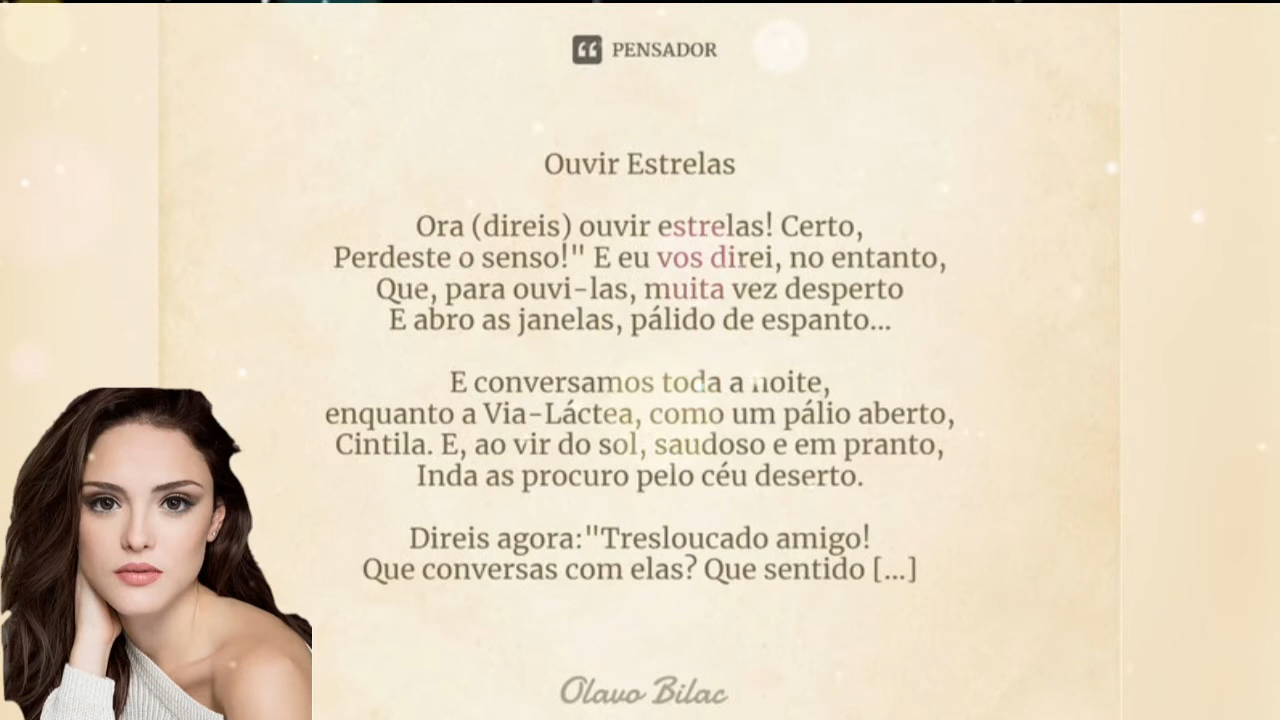 PENSADOR
Ouvir Estrelas
Ora (direis) ouvir estrelas! Certo,
Perdeste o senso!" E eu vos direi, no entanto,
Que, para ouvi-las, muita vez desperto
E abro as janelas, pálido de espanto...
E conversamos toda a noite,
enquanto a Via-Láctea, como um pálio aberto,
Cintila. E, ao vir do sol, saudoso e em pranto,
Inda as procuro pelo céu deserto.
Direis agora:"Tresloucado amigo!
Que conversas com elas? Que sentido [...]
Olavo Bilac